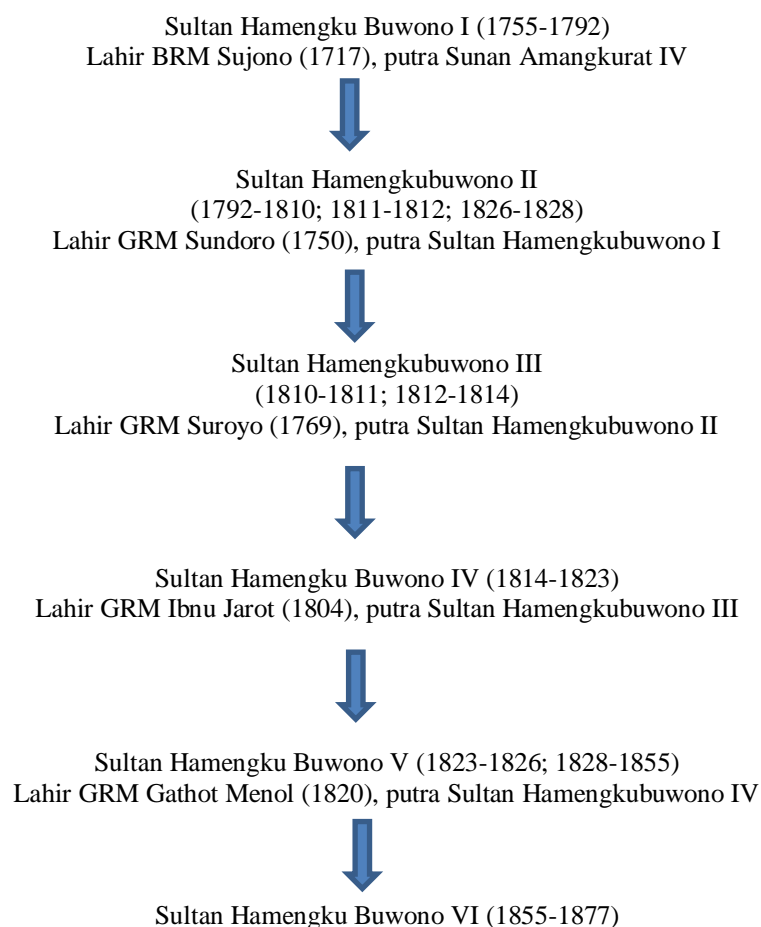 Sultan Hamengku Buwono I (1755-1792)
Lahir BRM Sujono (1717), putra Sunan Amangkurat IV
Sultan Hamengkubuwono II
(1792-1810; 1811-1812; 1826-1828)
Lahir GRM Sundoro (1750), putra Sultan Hamengkubuwono I
Sultan Hamengkubuwono III
(1810-1811; 1812-1814)
Lahir GRM Suroyo (1769), putra Sultan Hamengkubuwono II
Sultan Hamengku Buwono IV (1814-1823)
Lahir GRM Ibnu Jarot (1804), putra Sultan Hamengkubuwono III
Sultan Hamengku Buwono V (1823-1826; 1828-1855)
Lahir GRM Gathot Menol (1820), putra Sultan Hamengkubuwono IV
Sultan Hamengku Buwono VI (1855-1877)